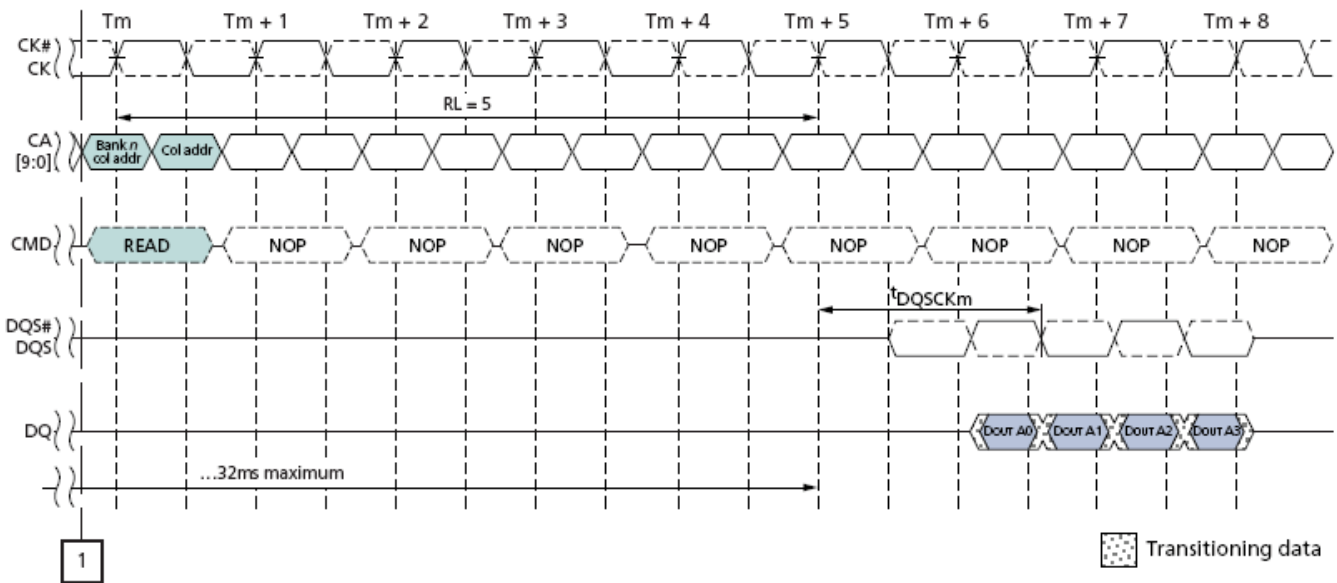 Tm Tm + 1 Tm + 2 Tm + 3 Tm + 4 Tm + 5 Tm + 6 Tm + 7 Tm + 8
CK#
CK
RL = 5
CA
[9:0]
Bank n
col addr
Col addr
CMD
READ NOP NOP NOP NOP NOP NOP NOP NOP
tDQSCKm
DQS#
DQS
DQ
DOUT A0 DOUT A1 DOUT A2 DOUT A3
...32ms maximum
1
Transitioning data